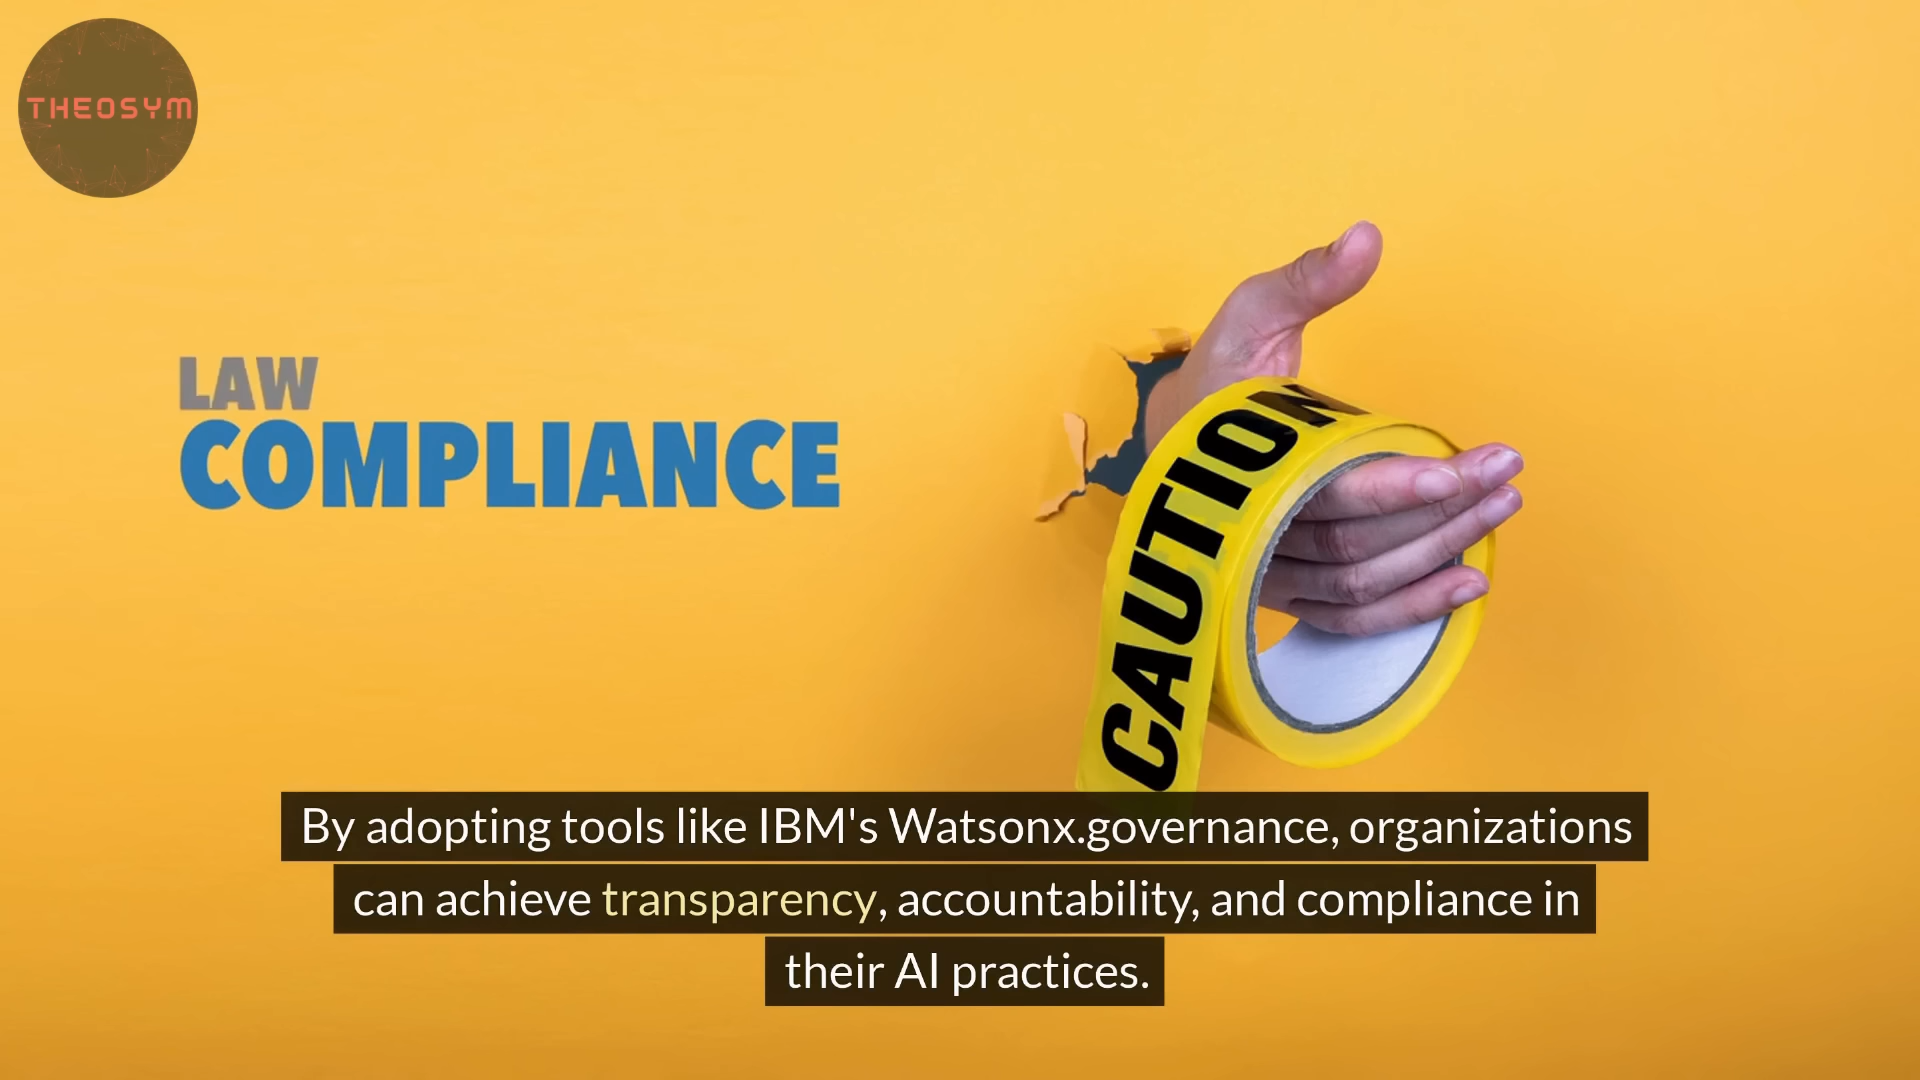 THEOSYM
LAW
COMPLIANCE
CAUTION
By adopting tools like IBM's Watsonx.governance, organizations
can achieve transparency, accountability, and compliance in
their AI practices.